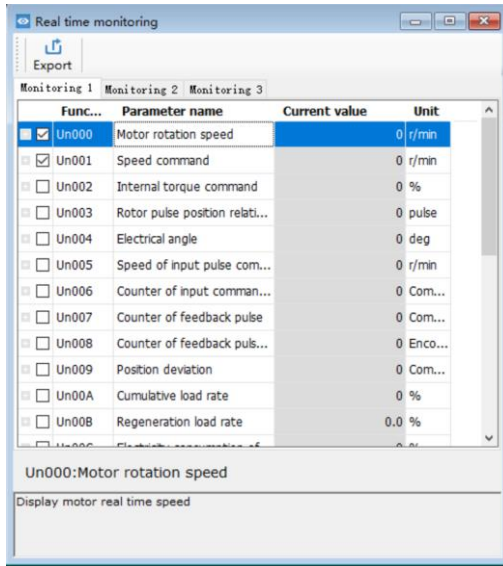 Real time monitoring
Export
Monitoring 1 Monitoring 2 Monitoring 3
Func... Parameter name Current value Unit
Un000 Motor rotation speed 0 r/min
Un001 Speed command 0 r/min
Un002 Internal torque command 0 %
Un003 Rotor pulse position relati... 0 pulse
Un004 Electrical angle 0 deg
Un005 Speed of input pulse com... 0 r/min
Un006 Counter of input comman... 0 Com...
Un007 Counter of feedback pulse 0 Com...
Un008 Counter of feedback puls... 0 Enco...
Un009 Position deviation 0 Com...
Un00A Cumulative load rate 0 %
Un00B Regeneration load rate 0.0 %
Un000:Motor rotation speed
Display motor real time speed